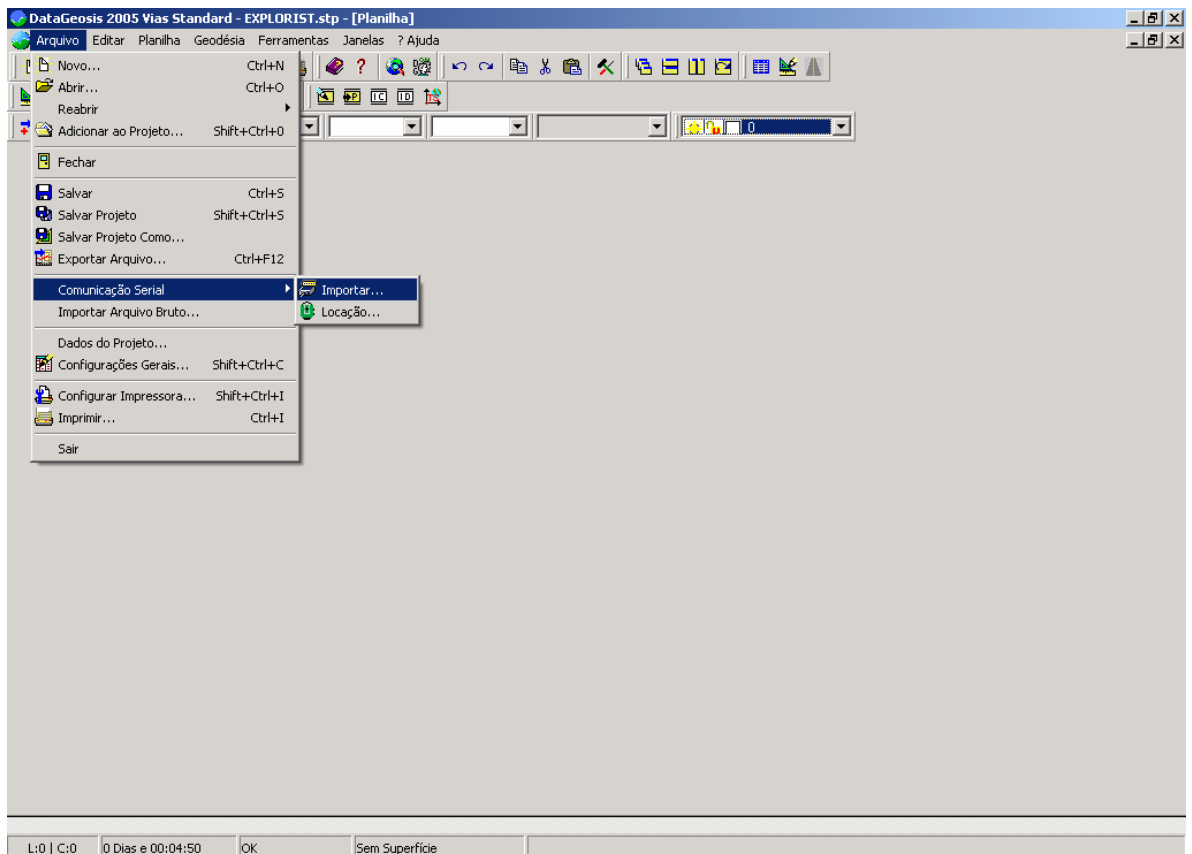 DataGeosis 2005 Vias Standard - EXPLORIST.stp - [Planilha]
Arquivo Editar Planilha Geodésia Ferramentas Janelas ? Ajuda
Novo... Ctrl+N
Abrir... Ctrl+O
Reabrir
Adicionar ao Projeto... Shift+Ctrl+0
0
Fechar
Salvar Ctrl+S
Salvar Projeto Shift+Ctrl+S
Salvar Projeto Como...
Exportar Arquivo... Ctrl+F12
Comunicação Serial
Importar...
Importar Arquivo Bruto...
Locação...
Dados do Projeto...
Configurações Gerais... Shift+Ctrl+C
Configurar Impressora... Shift+Ctrl+I
Imprimir... Ctrl+I
Sair
L:0 | C:0 0 Dias e 00:04:50 OK Sem Superfície